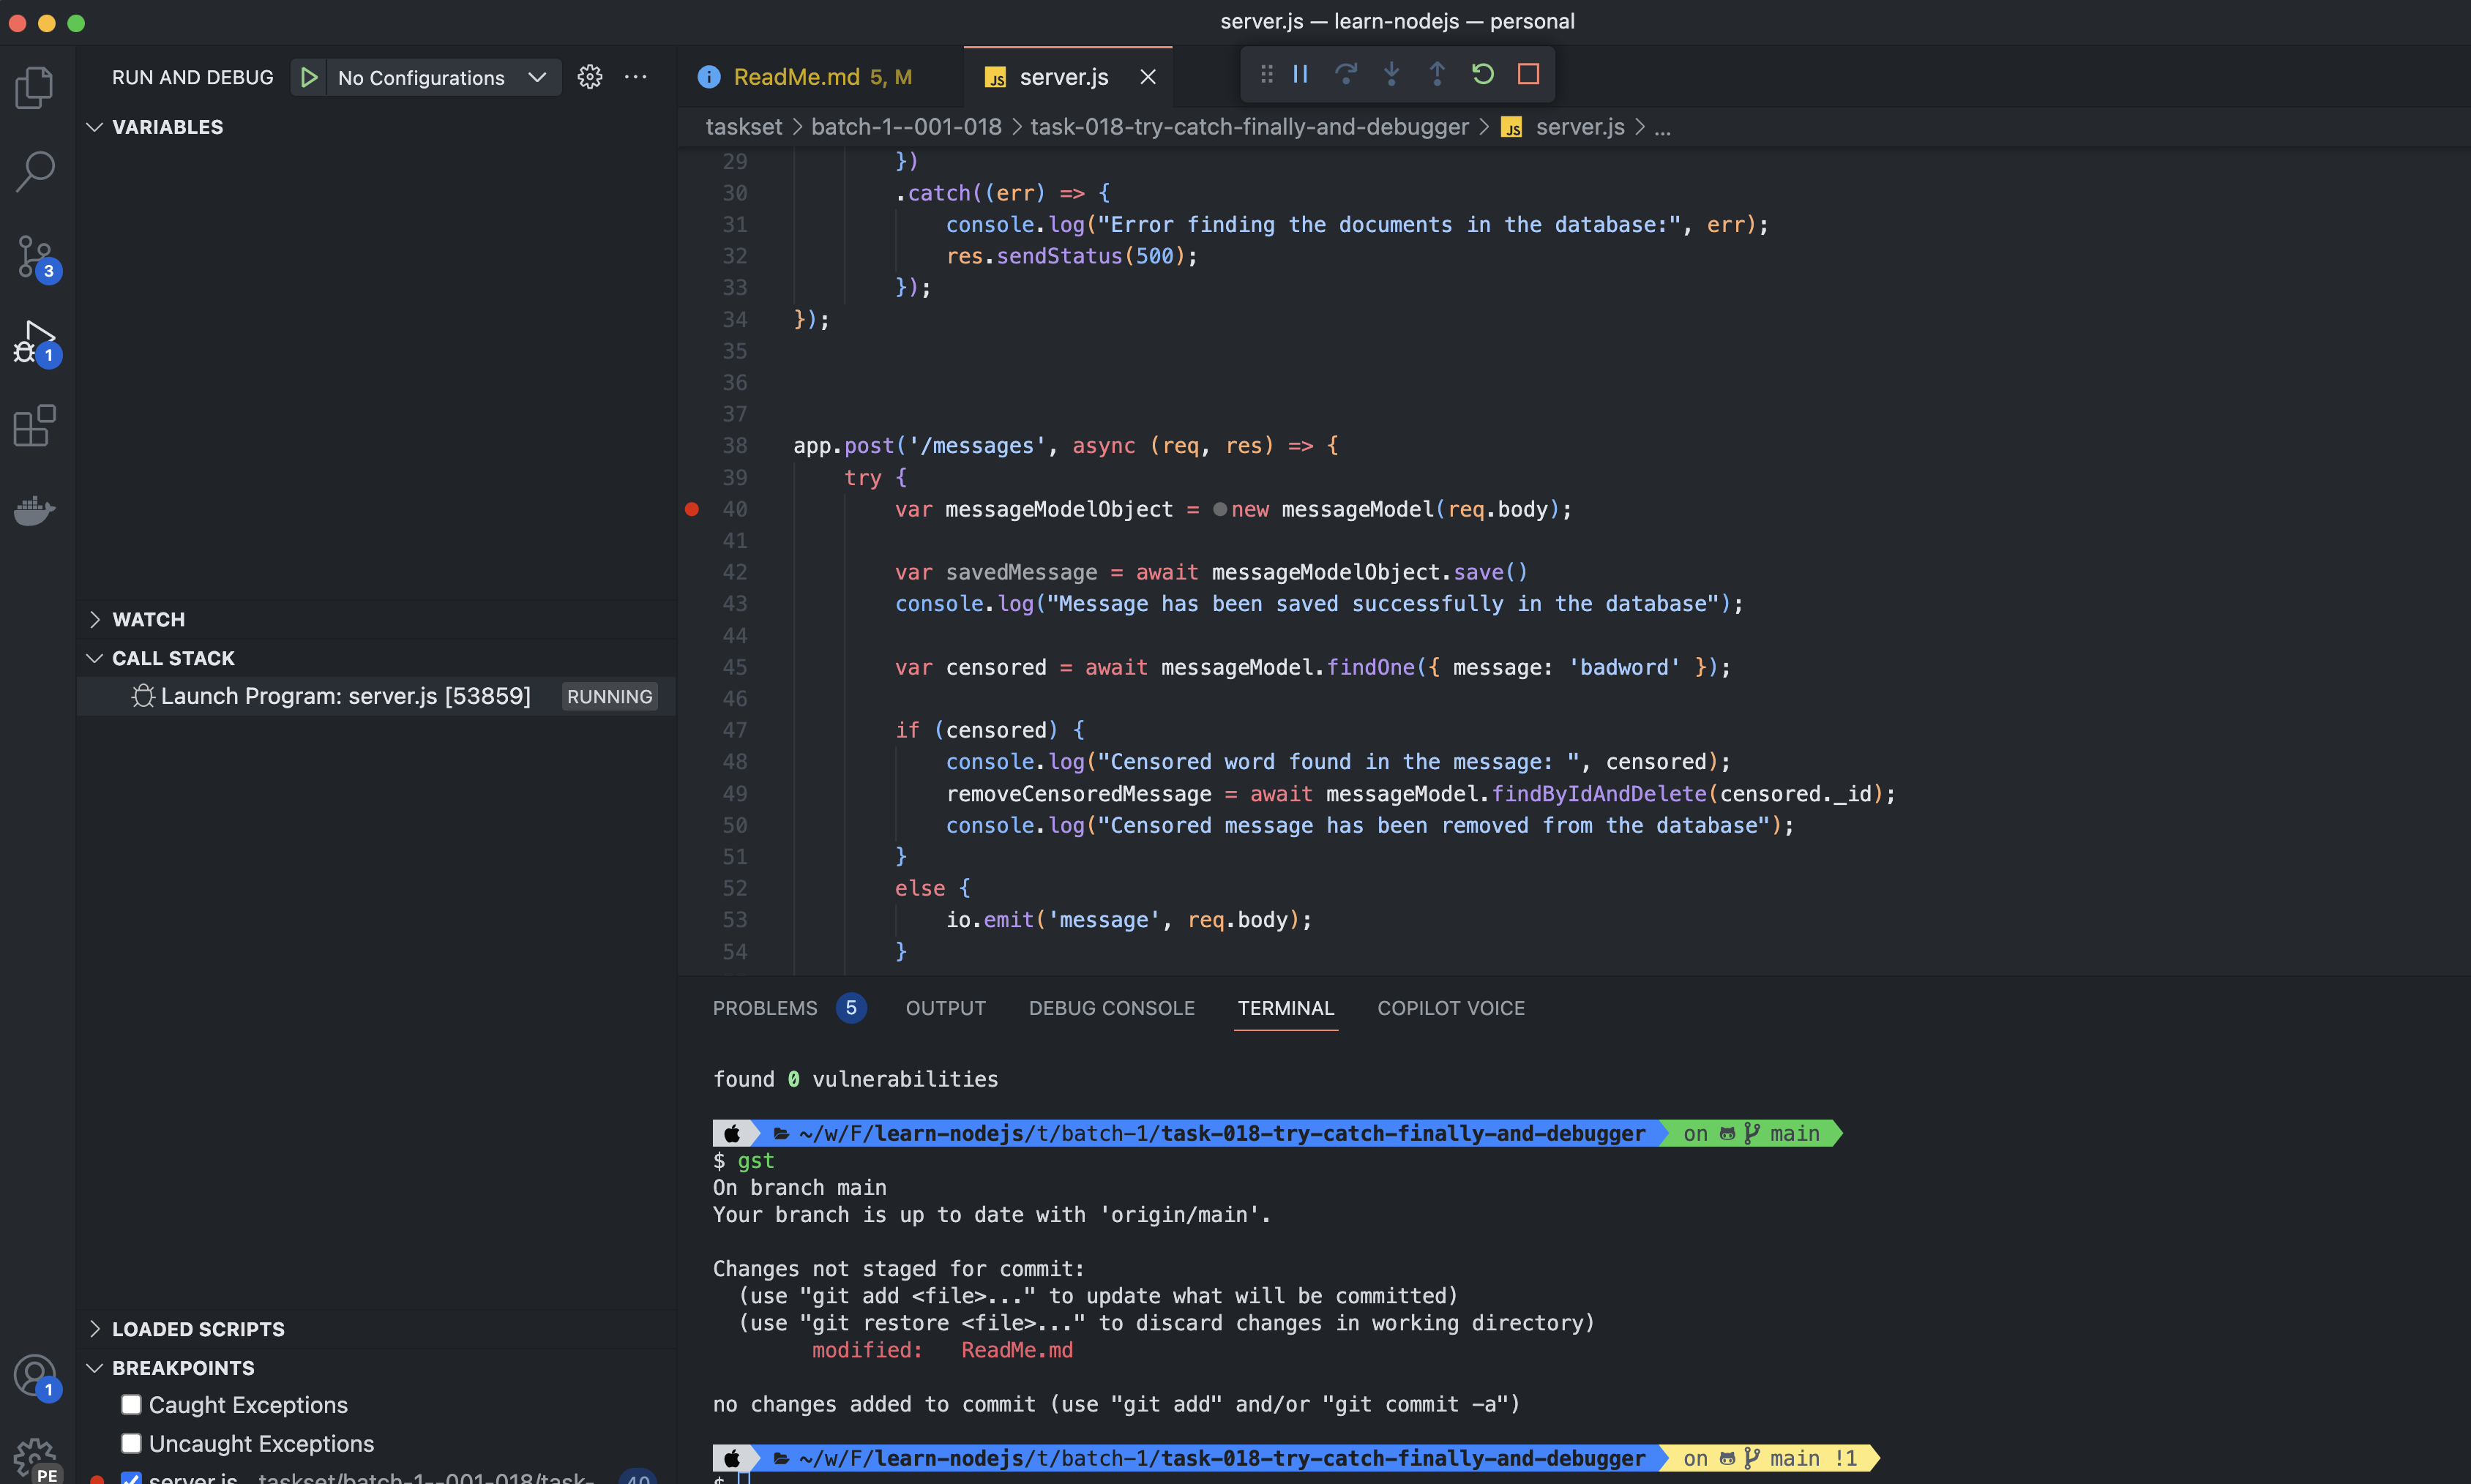 server.js — learn-nodejs — personal
RUN AND DEBUG No Configurations
ReadMe.md 5, M
server.js
taskset > batch-1--001-018 > task-018-try-catch-finally-and-debugger > JS server.js > ...
VARIABLES
WATCH
CALL STACK
Launch Program: server.js [53859] RUNNING
LOADED SCRIPTS
BREAKPOINTS
Caught Exceptions
Uncaught Exceptions
server.js taskset/batch-1--001-018/task- 40
3
1
1
PE
29 })
30 .catch((err) => {
31 console.log("Error finding the documents in the database:", err);
32 res.sendStatus(500);
33 });
34 });
35
36
37
38 app.post('/messages', async (req, res) => {
39 try {
40 var messageModelObject = new messageModel(req.body);
41
42 var savedMessage = await messageModelObject.save()
43 console.log("Message has been saved successfully in the database");
44
45 var censored = await messageModel.findOne({ message: 'badword' });
46
47 if (censored) {
48 console.log("Censored word found in the message: ", censored);
49 removeCensoredMessage = await messageModel.findByIdAndDelete(censored._id);
50 console.log("Censored message has been removed from the database");
51 }
52 else {
53 io.emit('message', req.body);
54 }
PROBLEMS 5 OUTPUT DEBUG CONSOLE TERMINAL COPILOT VOICE
found 0 vulnerabilities
~/w/F/learn-nodejs/t/batch-1/task-018-try-catch-finally-and-debugger on main
$ gst
On branch main
Your branch is up to date with 'origin/main'.
Changes not staged for commit:
(use "git add <file>..." to update what will be committed)
(use "git restore <file>..." to discard changes in working directory)
modified: ReadMe.md
no changes added to commit (use "git add" and/or "git commit -a")
~/w/F/learn-nodejs/t/batch-1/task-018-try-catch-finally-and-debugger on main !1
$